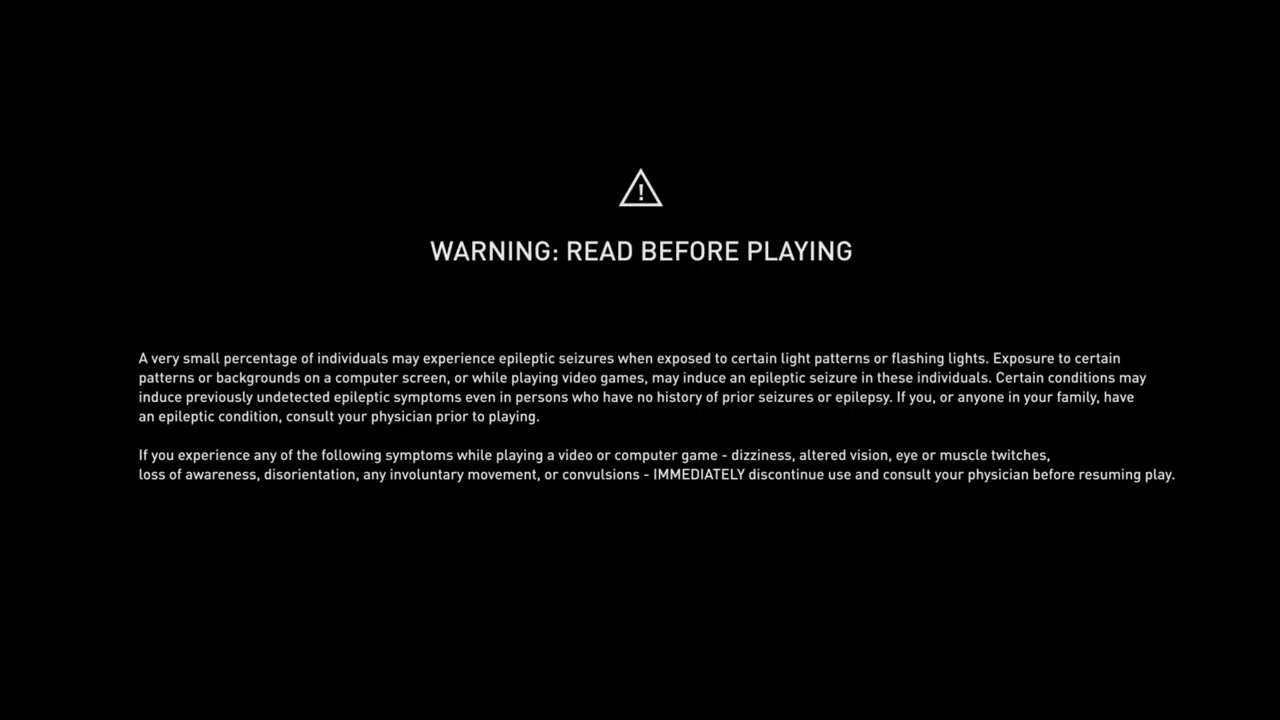 WARNING: READ BEFORE PLAYING
A very small percentage of individuals may experience epileptic seizures when exposed to certain light patterns or flashing lights. Exposure to certain
patterns or backgrounds on a computer screen, or while playing video games, may induce an epileptic seizure in these individuals. Certain conditions may
induce previously undetected epileptic symptoms even in persons who have no history of prior seizures or epilepsy. If you, or anyone in your family, have
an epileptic condition, consult your physician prior to playing.
If you experience any of the following symptoms while playing a video or computer game - dizziness, altered vision, eye or muscle twitches,
loss of awareness, disorientation, any involuntary movement, or convulsions - IMMEDIATELY discontinue use and consult your physician before resuming play.